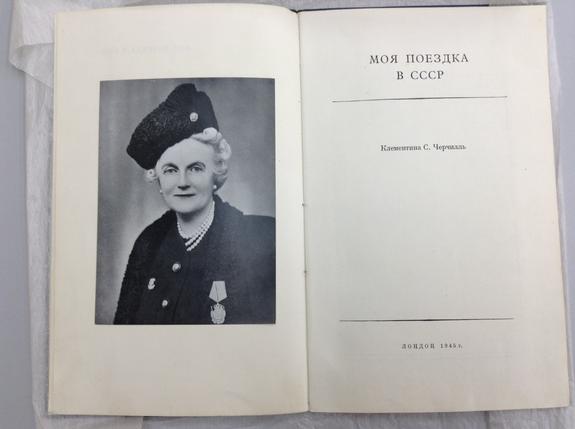 МОЯ ПОЕЗДКА
В СССР
Клементина С. Черчилль
ЛОНДОН 1945 г.